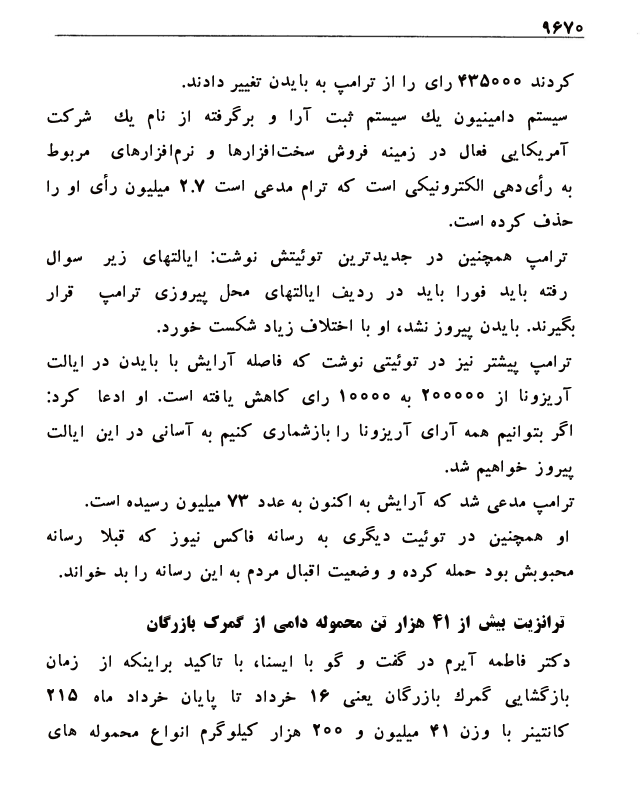 ۹۶۷۰
کردند ۴۳۵۰۰۰ رای را از ترامپ به بایدن تغییر دادند.
سیستم دامینیون یك سیستم ثبت آرا و برگرفته از نام یك شرکت
آمریکایی فعال در زمینه فروش سخت‌افزارها و نرم‌افزارهای مربوط
به رأی‌دهی الکترونیکی است که ترام مدعی است ۲.۷ میلیون رأی او را
حذف کرده است.
ترامپ همچنین در جدیدترین توئیتش نوشت: ایالتهای زیر سوال
رفته باید فورا باید در ردیف ایالتهای محل پیروزی ترامپ قرار
بگیرند. بایدن پیروز نشد، او با اختلاف زیاد شکست خورد.
ترامپ پیشتر نیز در توئیتی نوشت که فاصله آرایش با بایدن در ایالت
آریزونا از ۲۰۰۰۰۰ به ۱۰۰۰۰ رای کاهش یافته است. او ادعا کرد:
اگر بتوانیم همه آرای آریزونا را بازشماری کنیم به آسانی در این ایالت
پیروز خواهیم شد.
ترامپ مدعی شد که آرایش به اکنون به عدد ۷۳ میلیون رسیده است.
او همچنین در توئیت دیگری به رسانه فاکس نیوز که قبلا رسانه
محبوبش بود حمله کرده و وضعیت اقبال مردم به این رسانه را بد خواند.
ترانزیت بیش از ۴۱ هزار تن محموله دامی از گمرک بازرگان
دکتر فاطمه آیرم در گفت و گو با ایسنا، با تاکید براینکه از زمان
بازگشایی گمرك بازرگان یعنی ۱۶ خرداد تا پایان خرداد ماه ۲۱۵
کانتینر با وزن ۴۱ میلیون و ۲۰۰ هزار کیلوگرم انواع محموله های